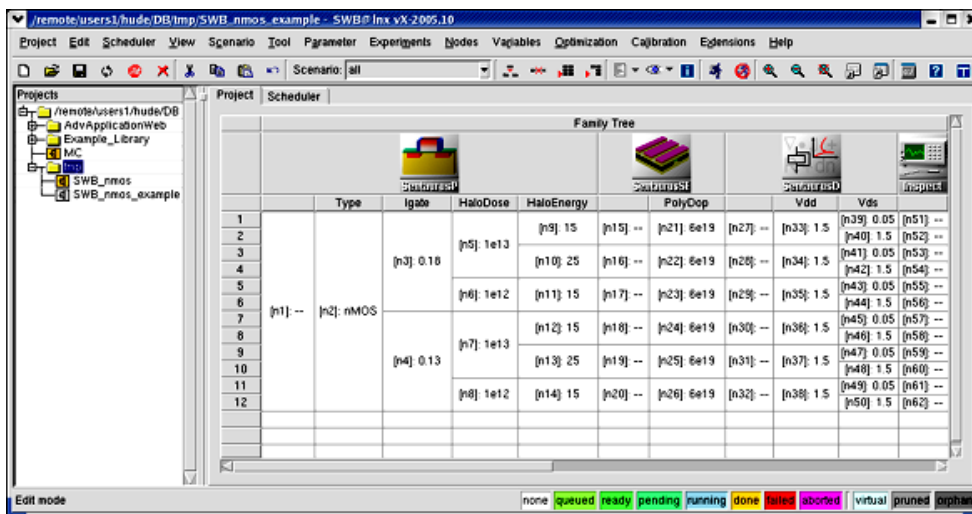 /remote/users1/hude/DB/tmp/SWB_nmos_example - SWB@lnx vX-2005.10
Project Edit Scheduler View Scenario Tool Parameter Experiments Nodes Variables Optimization Calibration Extensions Help
Scenario: all
Projects
Project Scheduler
/remote/users1/hude/DB
AdvApplicationWeb
Example_Library
MC
tmp
SWB_nmos
SWB_nmos_example
Family Tree
SentaurusP SentaurusSE SentaurusD Inspect
Type lgate HaloDose HaloEnergy PolyDop Vdd Vds
1 [n1]: -- [n2]: nMOS [n3]: 0.18 [n5]: 1e13 [n9]: 15 [n15]: -- [n21]: 6e19 [n27]: -- [n33]: 1.5 [n39]: 0.05 [n51]: --
2 [n40]: 1.5 [n52]: --
3 [n10]: 25 [n16]: -- [n22]: 6e19 [n28]: -- [n34]: 1.5 [n41]: 0.05 [n53]: --
4 [n42]: 1.5 [n54]: --
5 [n6]: 1e12 [n11]: 15 [n17]: -- [n23]: 6e19 [n29]: -- [n35]: 1.5 [n43]: 0.05 [n55]: --
6 [n44]: 1.5 [n56]: --
7 [n4]: 0.13 [n7]: 1e13 [n12]: 15 [n18]: -- [n24]: 6e19 [n30]: -- [n36]: 1.5 [n45]: 0.05 [n57]: --
8 [n46]: 1.5 [n58]: --
9 [n13]: 25 [n19]: -- [n25]: 6e19 [n31]: -- [n37]: 1.5 [n47]: 0.05 [n59]: --
10 [n48]: 1.5 [n60]: --
11 [n8]: 1e12 [n14]: 15 [n20]: -- [n26]: 6e19 [n32]: -- [n38]: 1.5 [n49]: 0.05 [n61]: --
12 [n50]: 1.5 [n62]: --
Edit mode
none queued ready pending running done failed aborted virtual pruned orphan